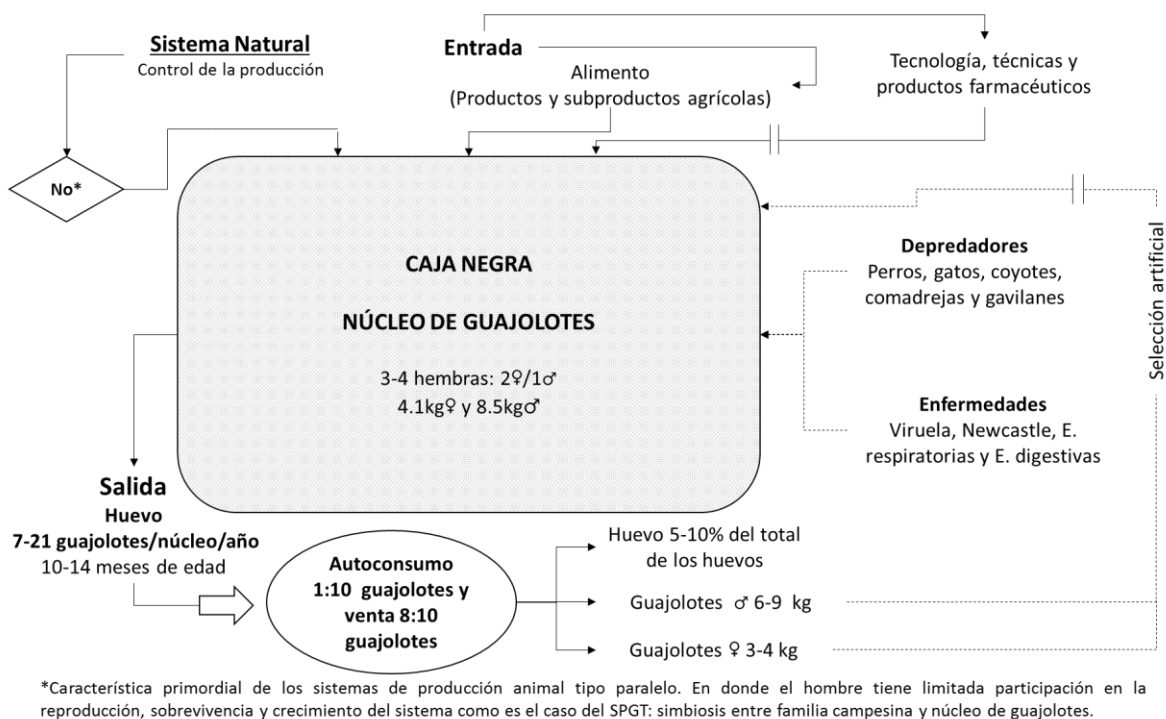 Sistema Natural
Control de la producción
Entrada
Alimento
(Productos y subproductos agrícolas)
Tecnología, técnicas y
productos farmacéuticos
No*
CAJA NEGRA
NÚCLEO DE GUAJOLOTES
3-4 hembras: 2♀/1♂
4.1kg♀ y 8.5kg♂
Depredadores
Perros, gatos, coyotes,
comadrejas y gavilanes
Enfermedades
Viruela, Newcastle, E.
respiratorias y E. digestivas
Selección artificial
Salida
Huevo
7-21 guajolotes/núcleo/año
10-14 meses de edad
Autoconsumo
1:10 guajolotes y
venta 8:10
guajolotes
Huevo 5-10% del total
de los huevos
Guajolotes ♂ 6-9 kg
Guajolotes ♀ 3-4 kg
*Característica primordial de los sistemas de producción animal tipo paralelo. En donde el hombre tiene limitada participación en la
reproducción, sobrevivencia y crecimiento del sistema como es el caso del SPGT: simbiosis entre familia campesina y núcleo de guajolotes.